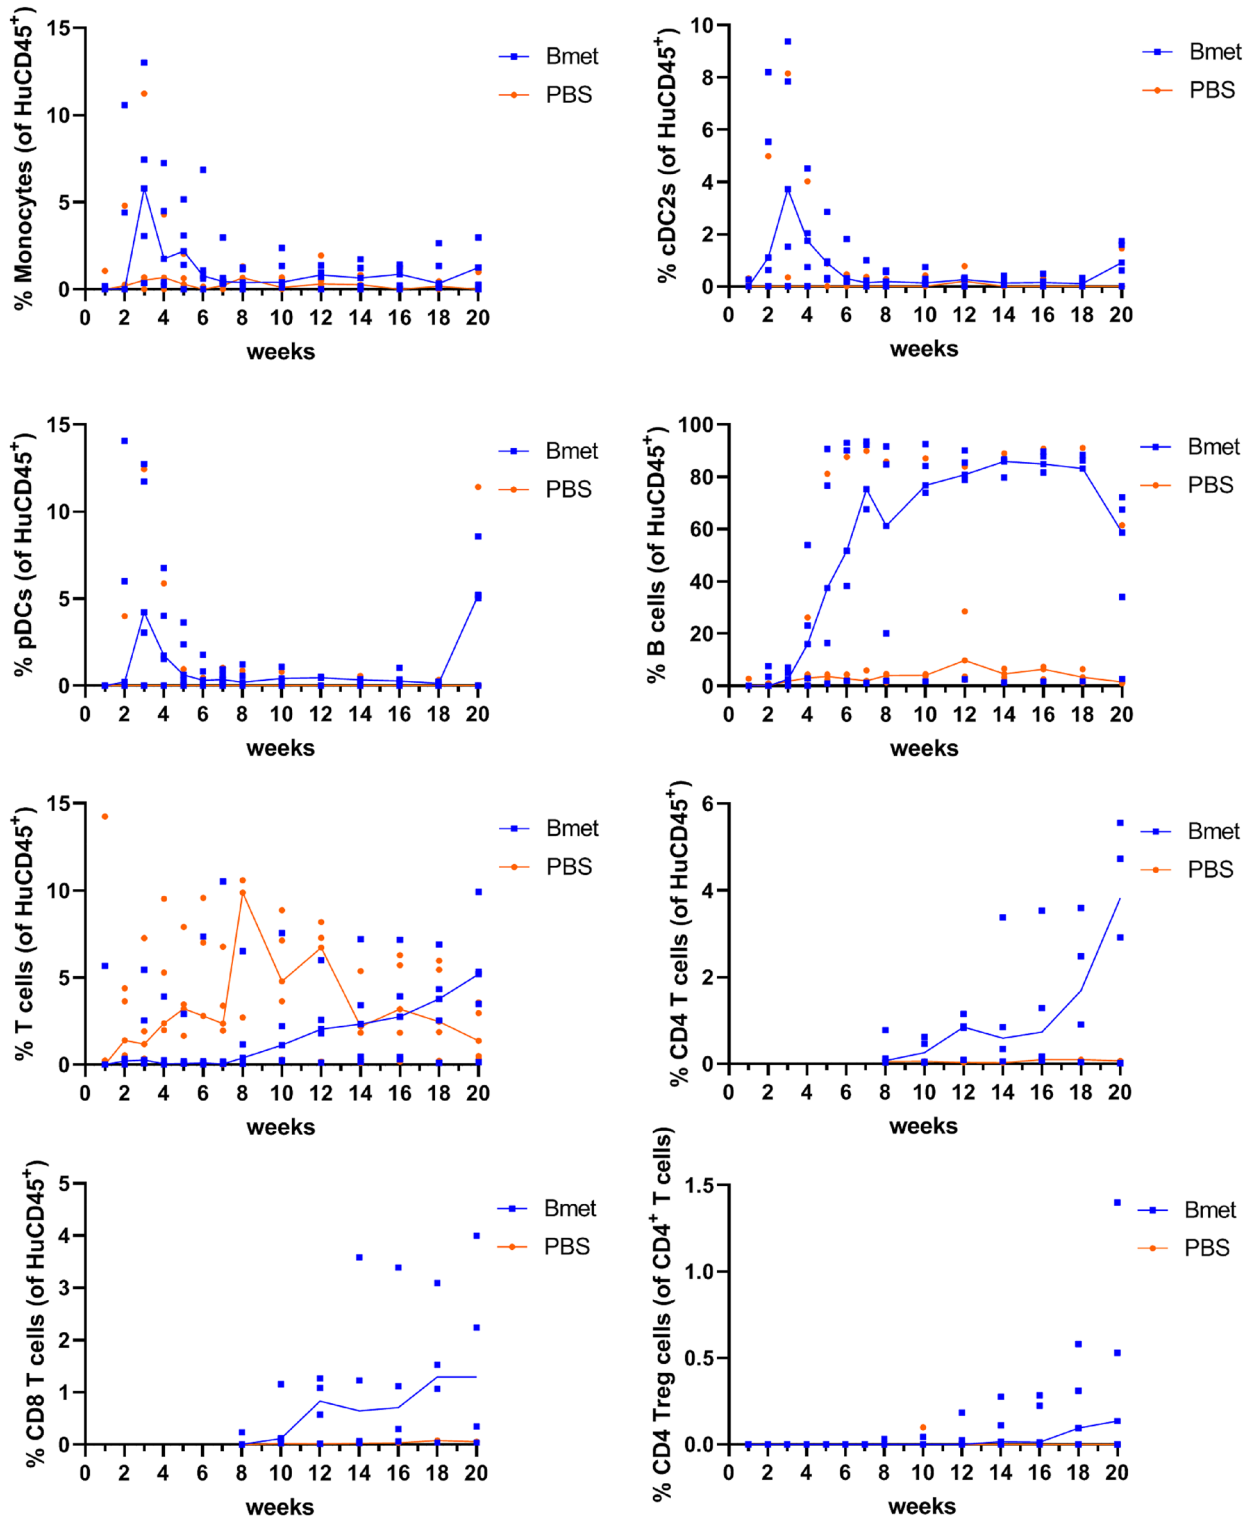 % Monocytes (of HuCD45+)
15
10
5
0
0 2 4 6 8 10 12 14 16 18 20
weeks
Bmet
PBS
% cDC2s (of HuCD45+)
10
8
6
4
2
0
0 2 4 6 8 10 12 14 16 18 20
weeks
Bmet
PBS
% pDCs (of HuCD45+)
15
10
5
0
0 2 4 6 8 10 12 14 16 18 20
weeks
Bmet
PBS
% B cells (of HuCD45+)
100
80
60
40
20
0
0 2 4 6 8 10 12 14 16 18 20
weeks
Bmet
PBS
% T cells (of HuCD45+)
15
10
5
0
0 2 4 6 8 10 12 14 16 18 20
weeks
Bmet
PBS
% CD4 T cells (of HuCD45+)
6
4
2
0
0 2 4 6 8 10 12 14 16 18 20
weeks
Bmet
PBS
% CD8 T cells (of HuCD45+)
5
4
3
2
1
0
0 2 4 6 8 10 12 14 16 18 20
weeks
Bmet
PBS
% CD4 Treg cells (of CD4+ T cells)
1.5
1.0
0.5
0.0
0 2 4 6 8 10 12 14 16 18 20
weeks
Bmet
PBS